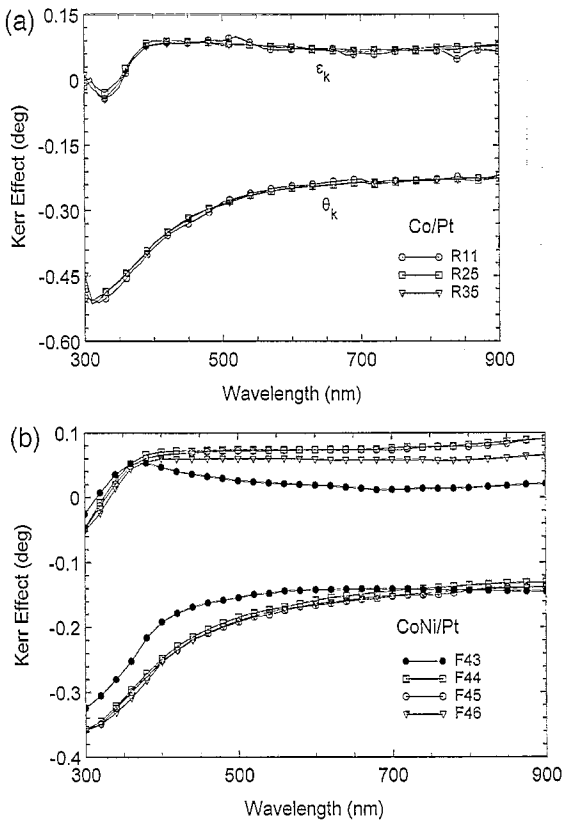 (a)
0.15
0
-0.15
-0.30
-0.45
-0.60
Kerr Effect (deg)
εk
θk
Co/Pt
R11
R25
R35
300
500
700
900
Wavelength (nm)
(b)
0.1
0
-0.1
-0.2
-0.3
-0.4
Kerr Effect (deg)
CoNi/Pt
F43
F44
F45
F46
300
500
700
900
Wavelength (nm)